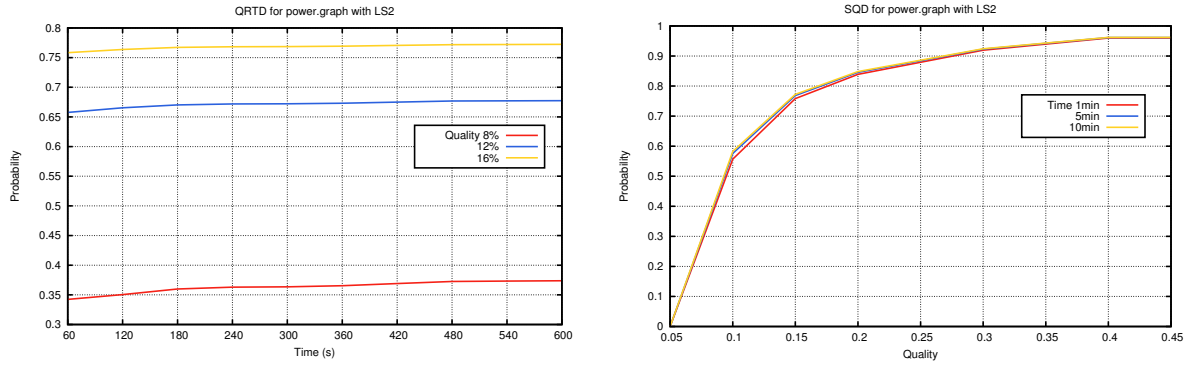 QRTD for power.graph with LS2
0.8
0.75
0.7
0.65
0.6
0.55
0.5
0.45
0.4
0.35
0.3
Probability
Quality 8%
12%
16%
60 120 180 240 300 360 420 480 540 600
Time (s)
SQD for power.graph with LS2
1
0.9
0.8
0.7
0.6
0.5
0.4
0.3
0.2
0.1
0
Probability
Time 1min
5min
10min
0.05 0.1 0.15 0.2 0.25 0.3 0.35 0.4 0.45
Quality